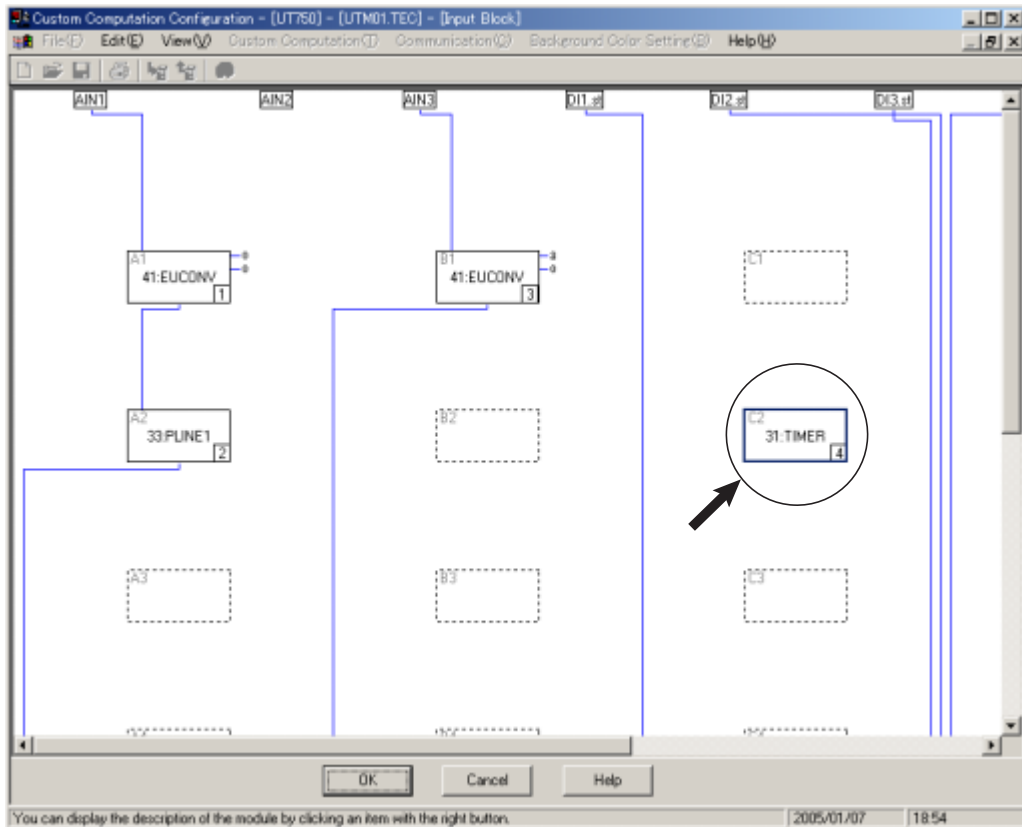 Custom Computation Configuration - [UT750] - [UTM01.TEC] - [Input Block]
File(F) Edit(E) View(V) Custom Computation(T) Communication(C) Background Color Setting(B) Help(H)
AIN1 AIN2 AIN3 DI1.st DI2.st DI3.st
A1 B1 C1
41:EUCONV 41:EUCONV
1 3
A2 B2 C2
33:PLINE1 31:TIMER
2 4
A3 B3 C3
OK Cancel Help
You can display the description of the module by clicking an item with the right button. 2005/01/07 18:54